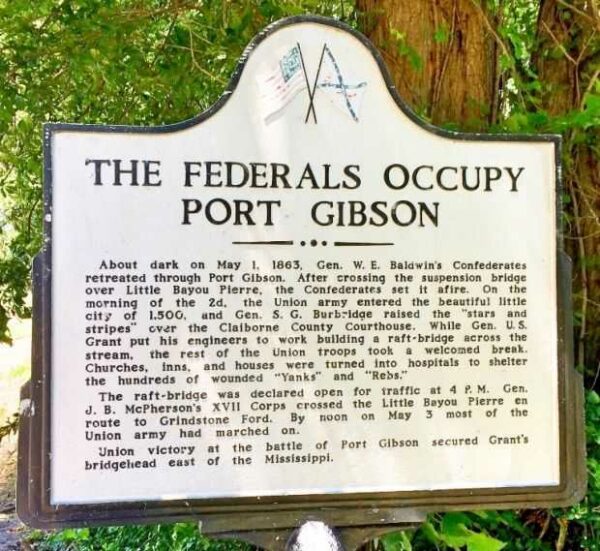 THE FEDERALS OCCUPY
PORT GIBSON
About dark on May 1, 1863, Gen. W. E. Baldwin's Confederates
retreated through Port Gibson. After crossing the suspension bridge
over Little Bayou Pierre, the Confederates set it afire. On the
morning of the 2d, the Union army entered the beautiful little
city of 1,500, and Gen. S. G. Burbridge raised the "stars and
stripes" over the Claiborne County Courthouse. While Gen. U. S.
Grant put his engineers to work building a raft-bridge across the
stream, the rest of the Union troops took a welcomed break.
Churches, inns, and houses were turned into hospitals to shelter
the hundreds of wounded "Yanks" and "Rebs."
The raft-bridge was declared open for traffic at 4 P. M. Gen.
J. B. McPherson's XVII Corps crossed the Little Bayou Pierre en
route to Grindstone Ford. By noon on May 3 most of the
Union army had marched on.
Union victory at the battle of Port Gibson secured Grant's
bridgehead east of the Mississippi.